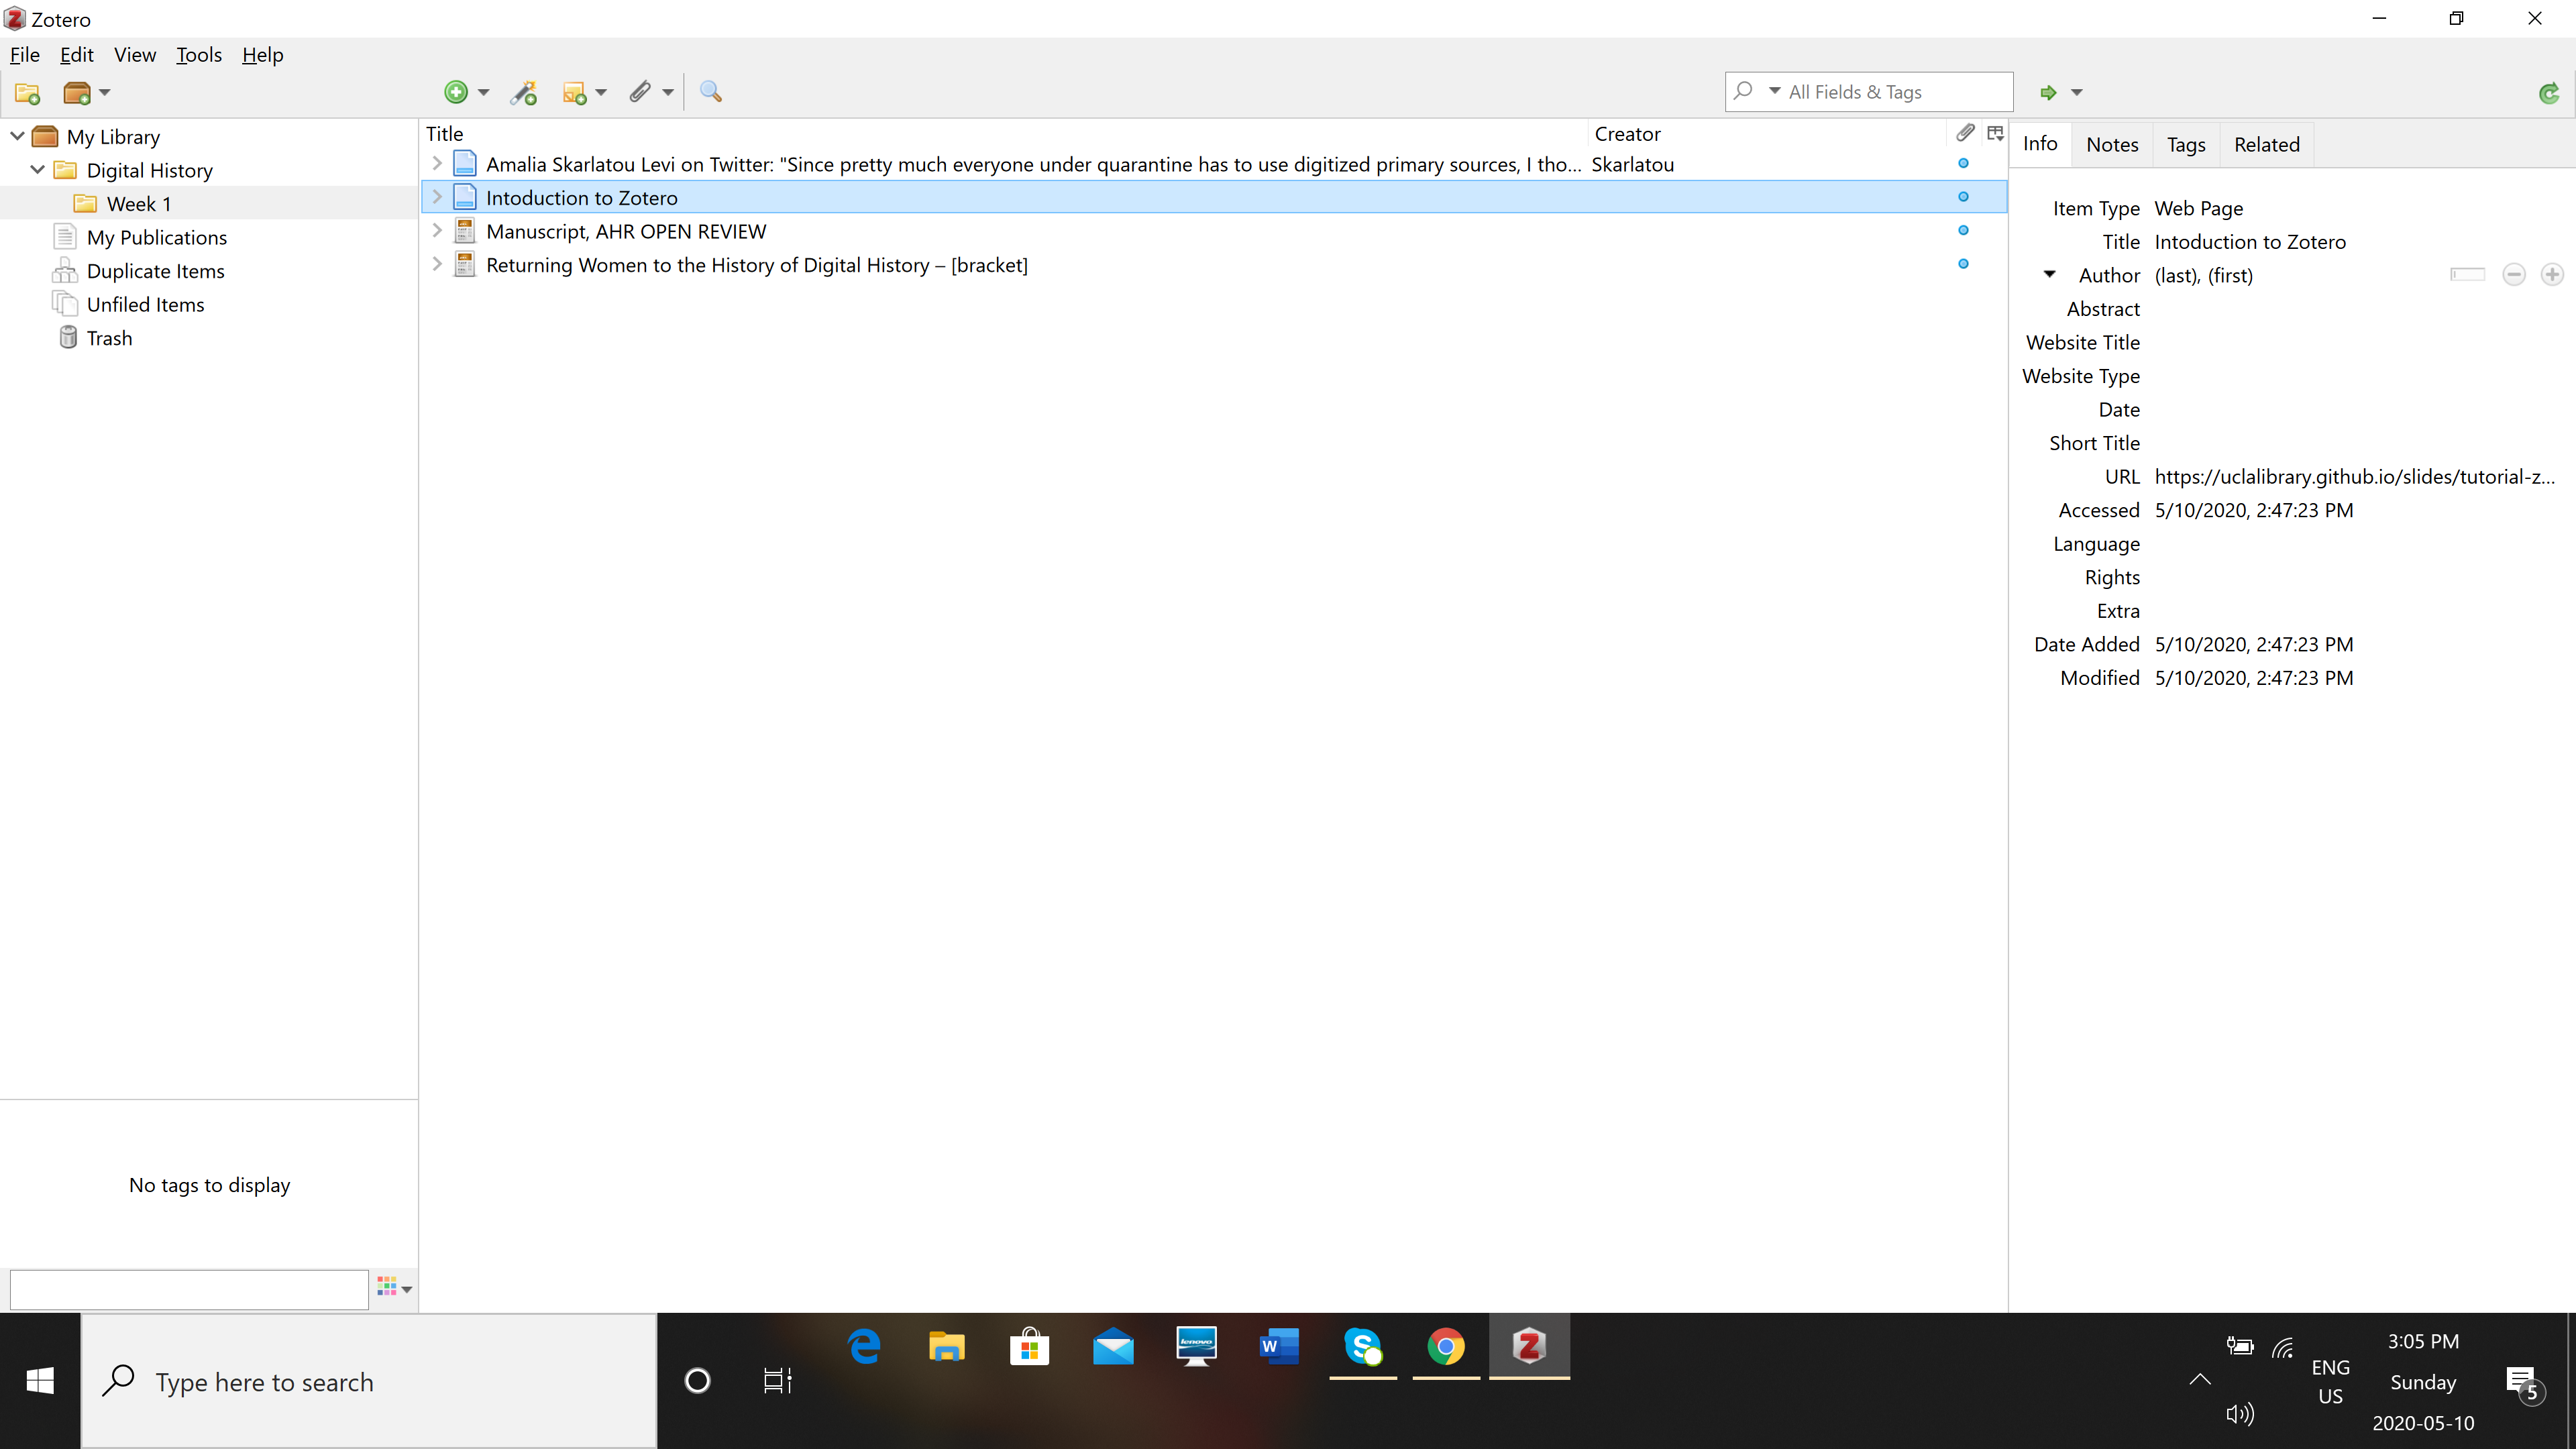 Zotero
File Edit View Tools Help
All Fields & Tags
My Library
Digital History
Week 1
My Publications
Duplicate Items
Unfiled Items
Trash
No tags to display
Title Creator
Amalia Skarlatou Levi on Twitter: "Since pretty much everyone under quarantine has to use digitized primary sources, I tho... Skarlatou
Intoduction to Zotero
Manuscript, AHR OPEN REVIEW
Returning Women to the History of Digital History – [bracket]
Info Notes Tags Related
Item Type Web Page
Title Intoduction to Zotero
Author (last), (first)
Abstract
Website Title
Website Type
Date
Short Title
URL https://uclalibrary.github.io/slides/tutorial-z...
Accessed 5/10/2020, 2:47:23 PM
Language
Rights
Extra
Date Added 5/10/2020, 2:47:23 PM
Modified 5/10/2020, 2:47:23 PM
Type here to search
lenovo
ENG
US
3:05 PM
Sunday
2020-05-10
5